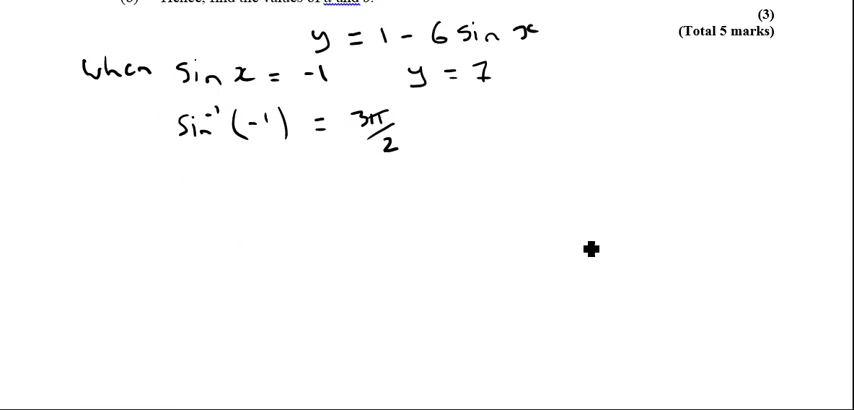 (3)
y = 1 - 6 sin x
(Total 5 marks)
when sin x = -1 y = 7
sin⁻¹ (-1) = 3π/2